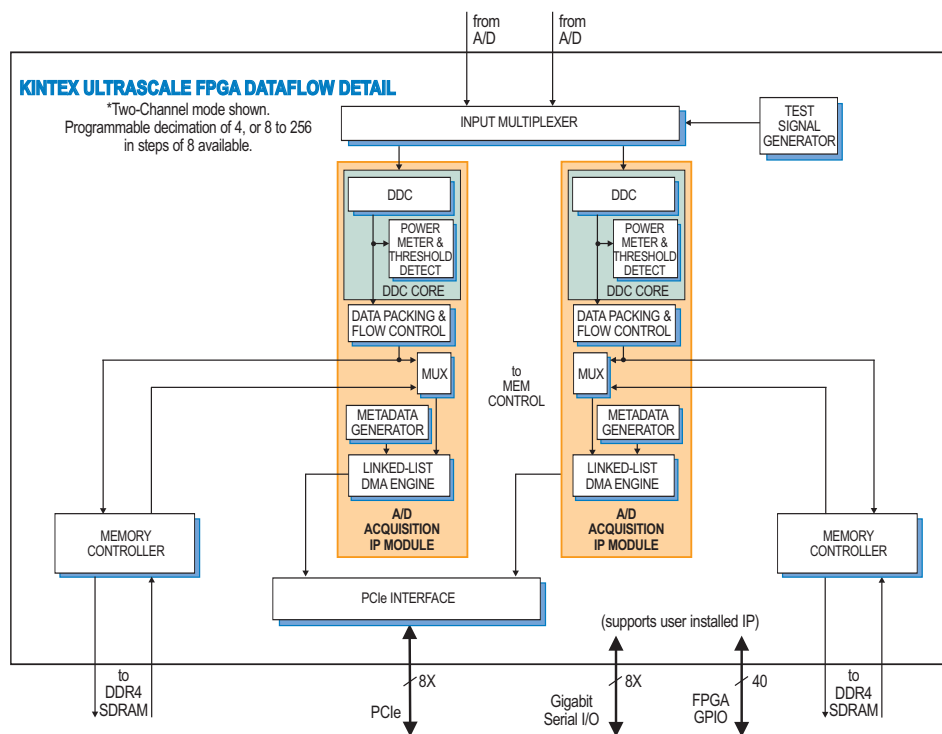 from
A/D
from
A/D
KINTEX ULTRASCALE FPGA DATAFLOW DETAIL
*Two-Channel mode shown.
Programmable decimation of 4, or 8 to 256
in steps of 8 available.
INPUT MULTIPLEXER
TEST
SIGNAL
GENERATOR
DDC
POWER
METER &
THRESHOLD
DETECT
DDC CORE
DATA PACKING &
FLOW CONTROL
MUX
METADATA
GENERATOR
LINKED-LIST
DMA ENGINE
A/D
ACQUISITION
IP MODULE
to
MEM
CONTROL
DDC
POWER
METER &
THRESHOLD
DETECT
DDC CORE
DATA PACKING &
FLOW CONTROL
MUX
METADATA
GENERATOR
LINKED-LIST
DMA ENGINE
A/D
ACQUISITION
IP MODULE
MEMORY
CONTROLLER
MEMORY
CONTROLLER
PCIe INTERFACE
(supports user installed IP)
to
DDR4
SDRAM
8X
PCIe
8X
Gigabit
Serial I/O
40
FPGA
GPIO
to
DDR4
SDRAM